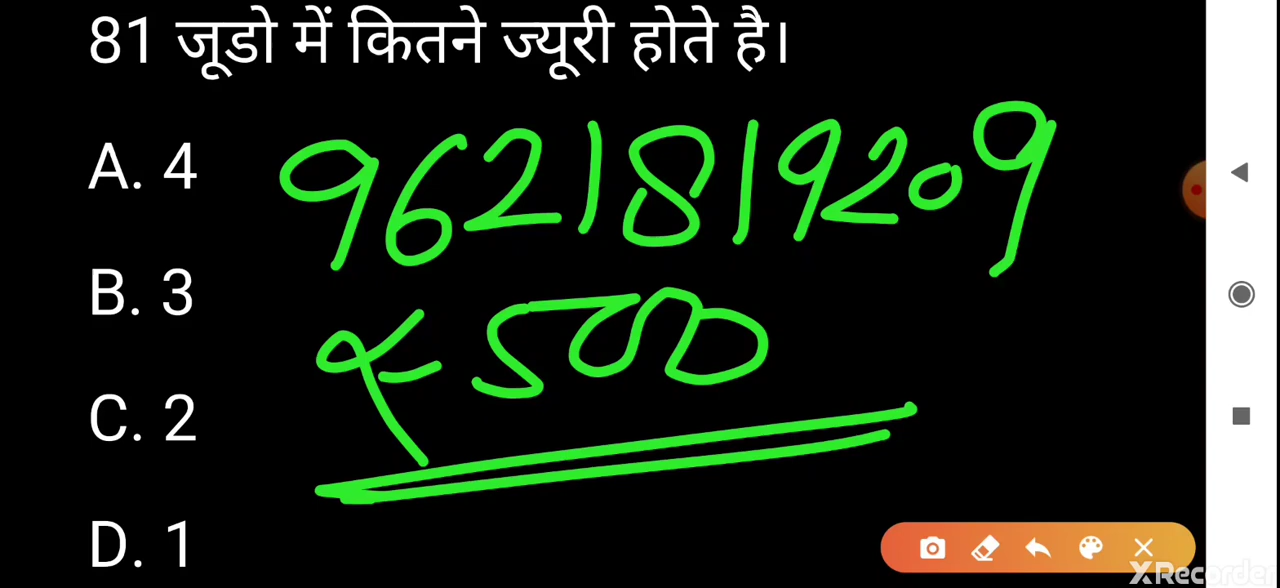 81 जूडो में कितने ज्यूरी होते है।
A. 4
9621819209
B. 3
₹ 500
C. 2
D. 1
XRecorder